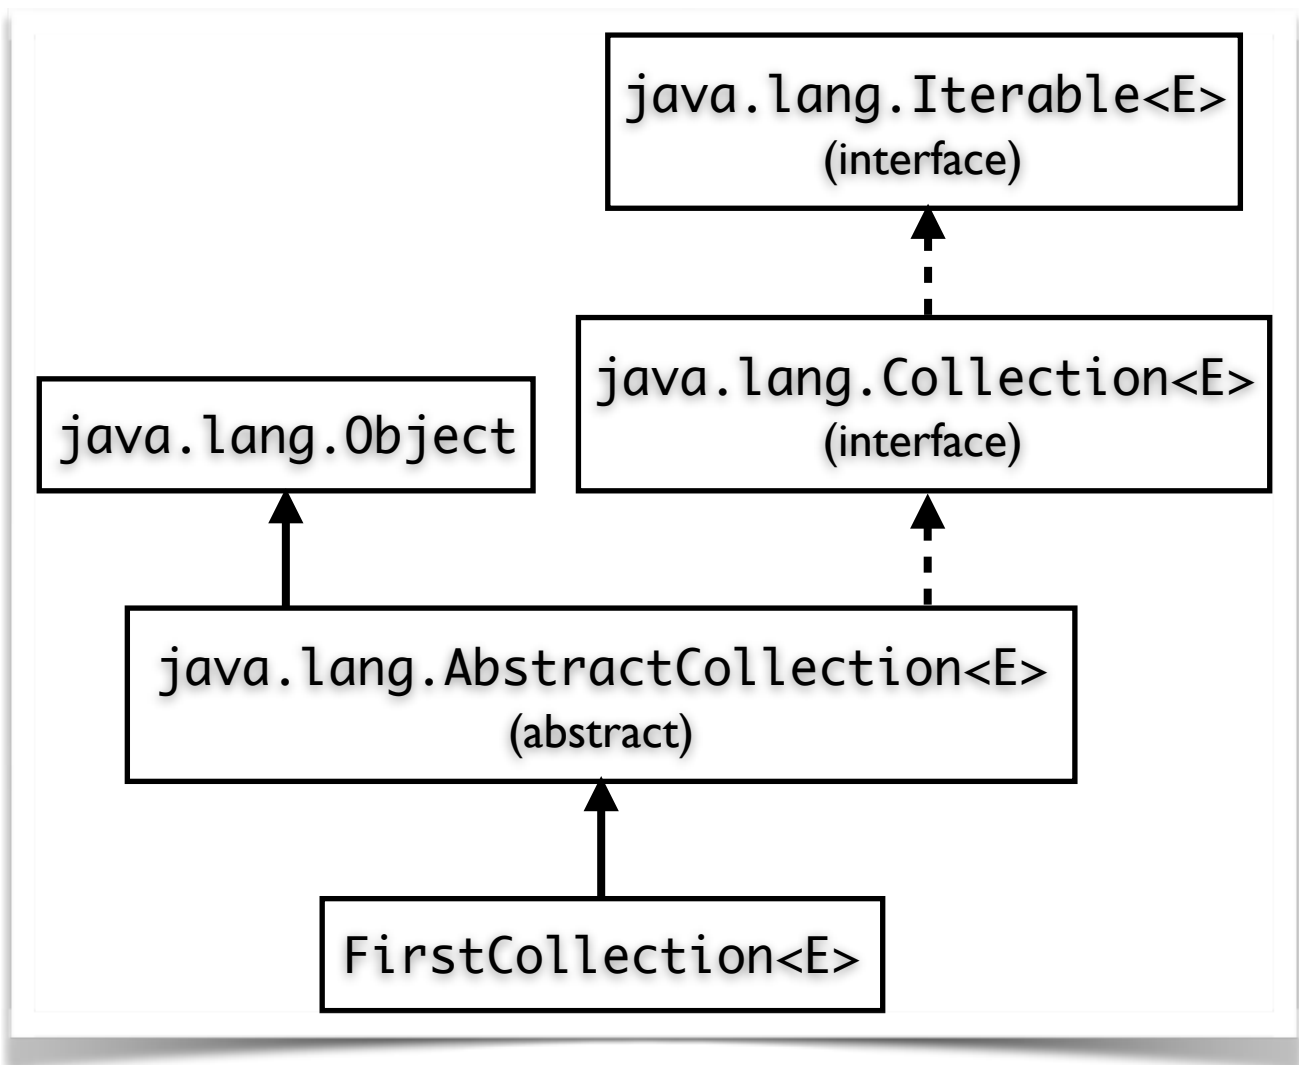 java.lang.Iterable<E>
(interface)
java.lang.Collection<E>
(interface)
java.lang.Object
java.lang.AbstractCollection<E>
(abstract)
FirstCollection<E>